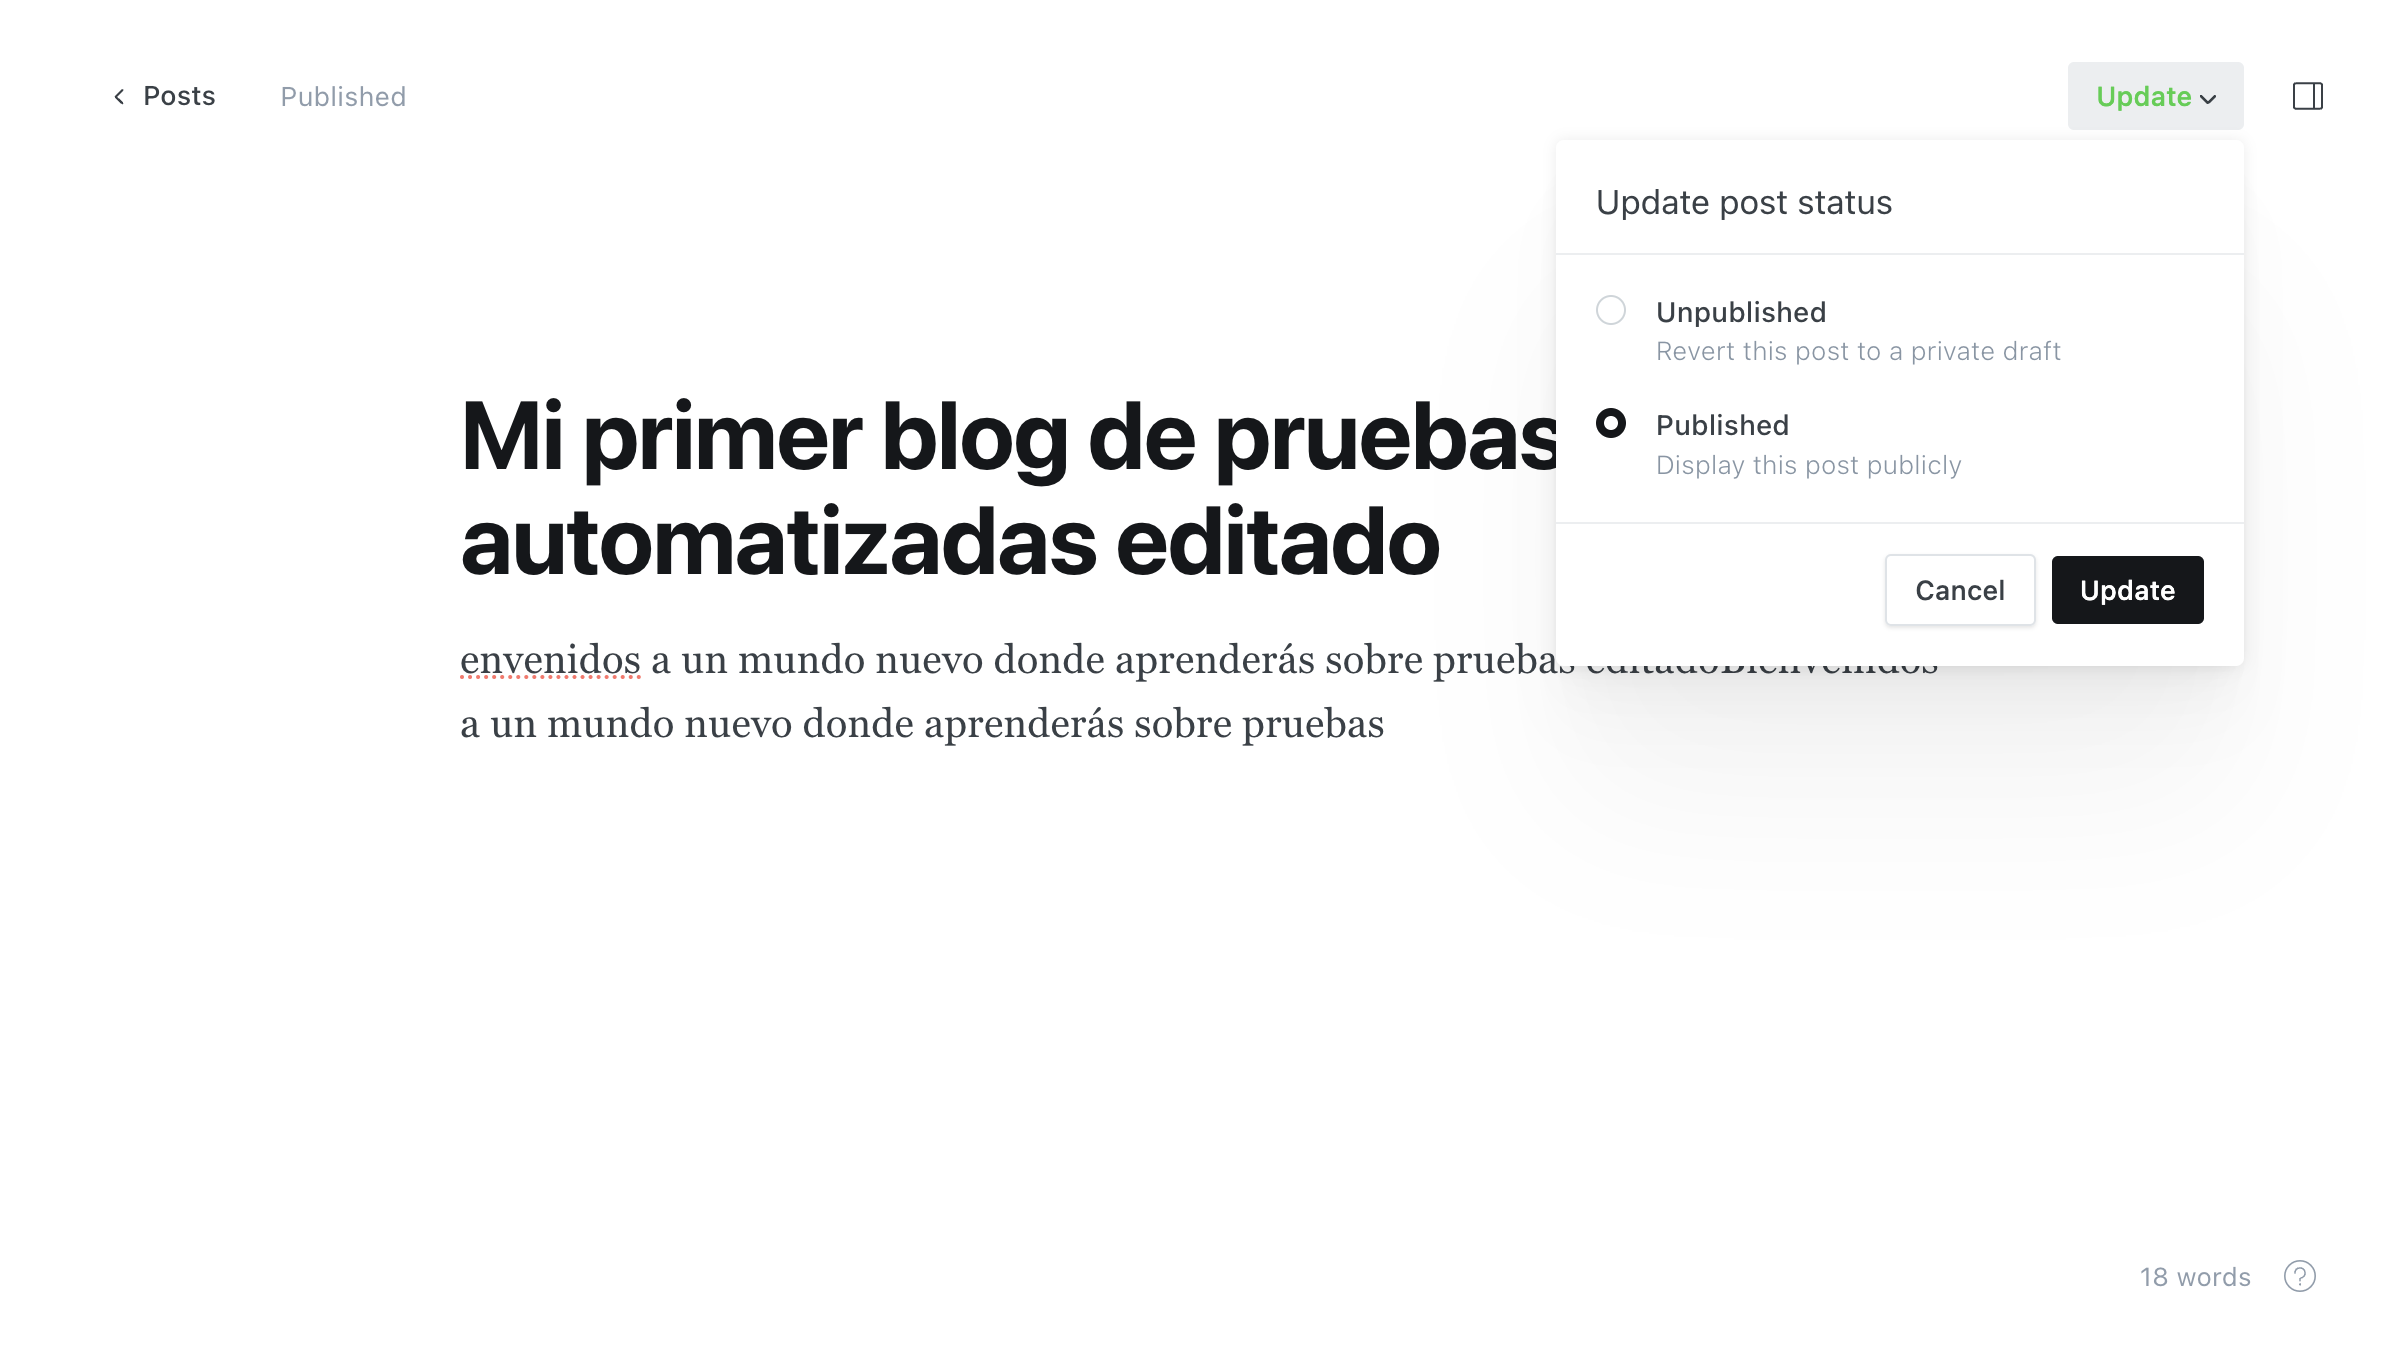 Posts
Published
Update
Update post status
Unpublished
Revert this post to a private draft
Published
Display this post publicly
Cancel
Update
Mi primer blog de pruebas
automatizadas editado
envenidos a un mundo nuevo donde aprenderás sobre pruebas editadoBienvenidos
a un mundo nuevo donde aprenderás sobre pruebas
18 words
?